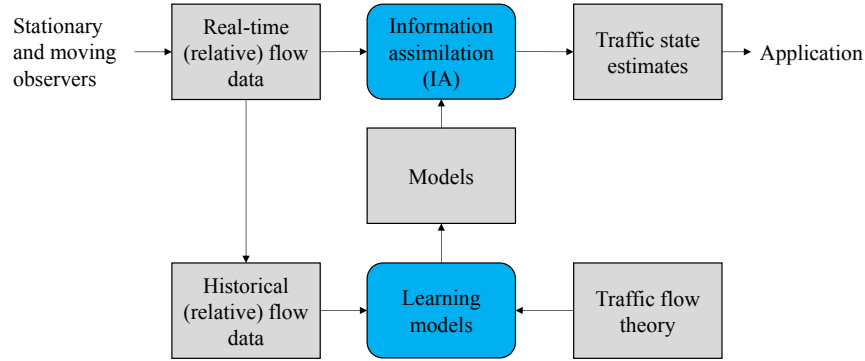 Stationary
and moving
observers
Real-time
(relative) flow
data
Information
assimilation
(IA)
Traffic state
estimates
Application
Models
Historical
(relative) flow
data
Learning
models
Traffic flow
theory